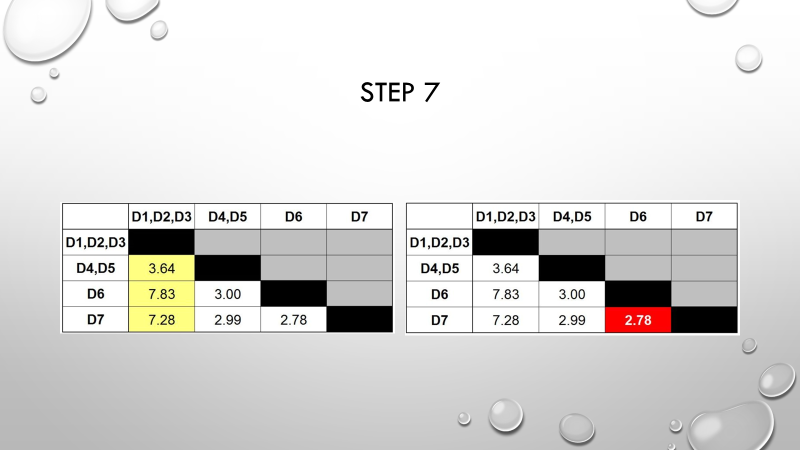 STEP 7
D1,D2,D3 D4,D5 D6 D7
D1,D2,D3
D4,D5 3.64
D6 7.83 3.00
D7 7.28 2.99 2.78
D1,D2,D3 D4,D5 D6 D7
D1,D2,D3
D4,D5 3.64
D6 7.83 3.00
D7 7.28 2.99 2.78